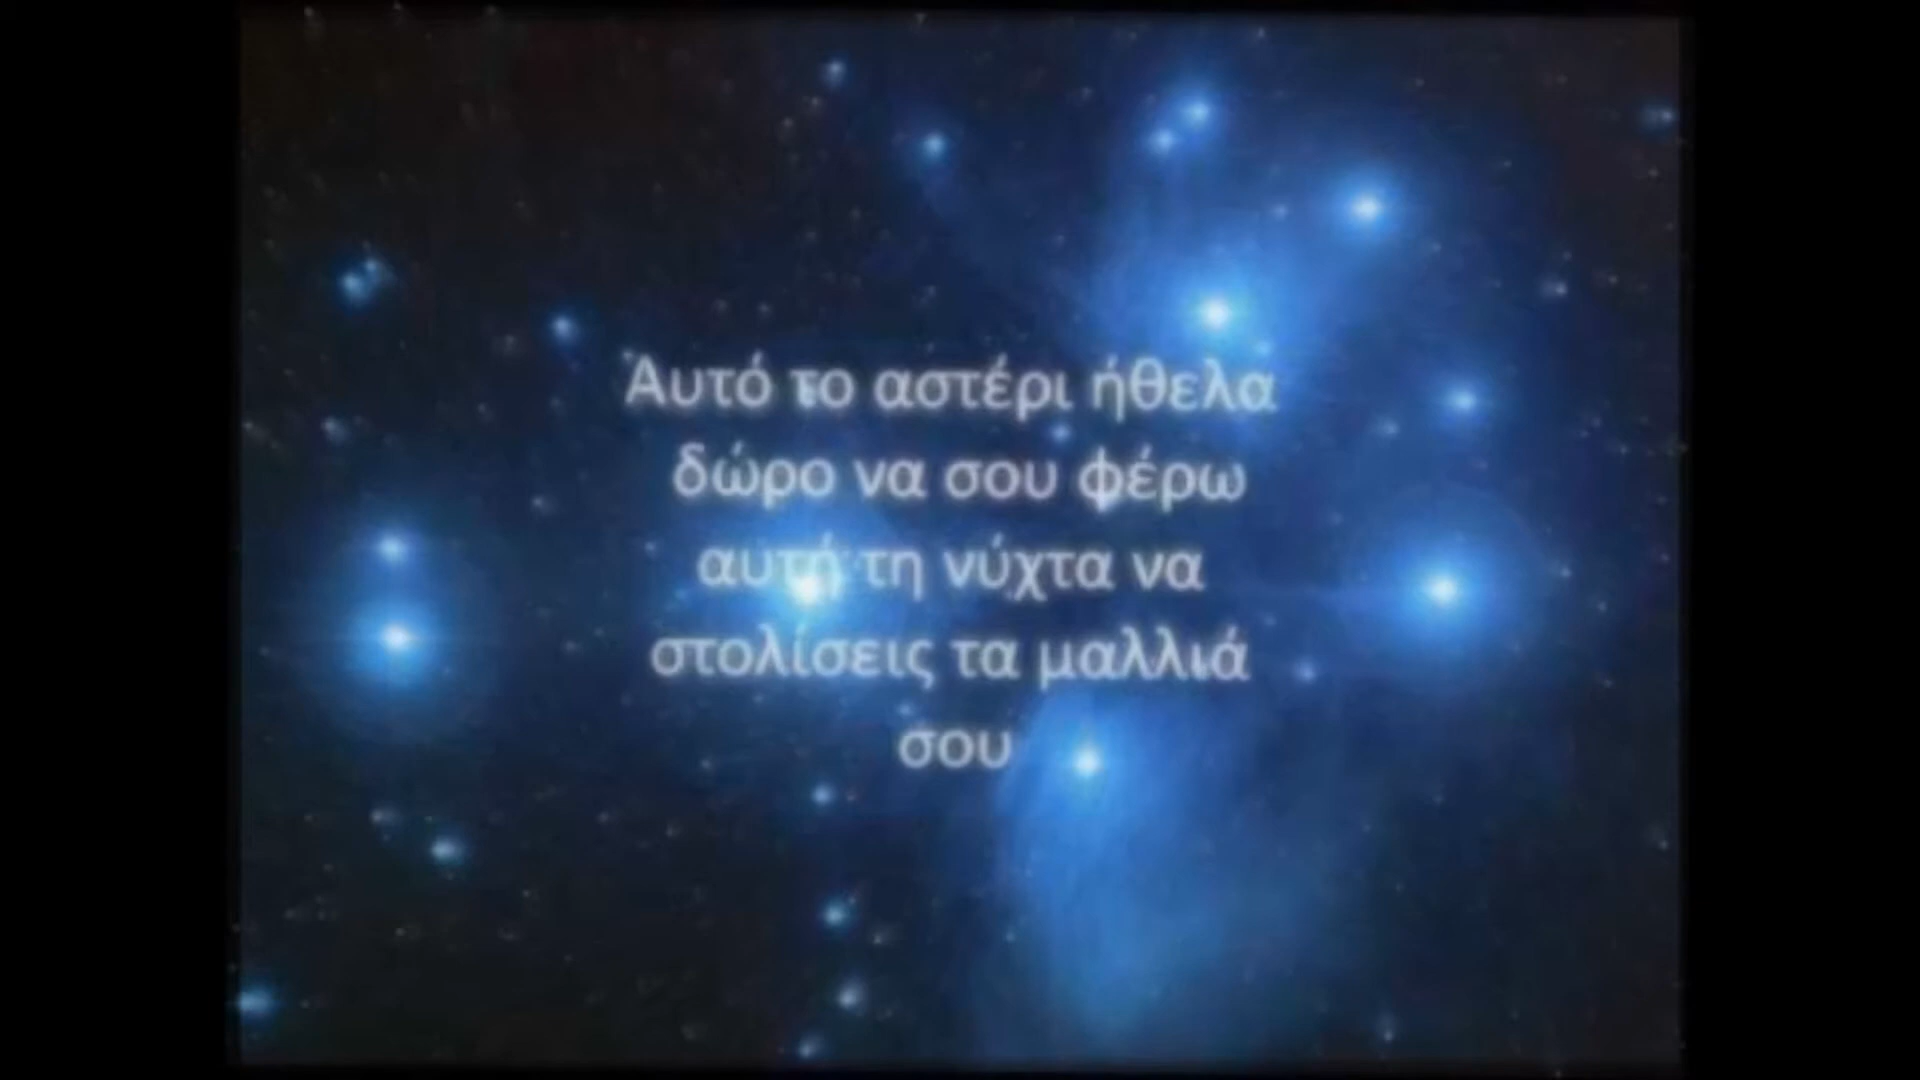 Αυτό το αστέρι ήθελα
δώρο να σου φέρω
αυτή τη νύχτα να
στολίσεις τα μαλλιά
σου